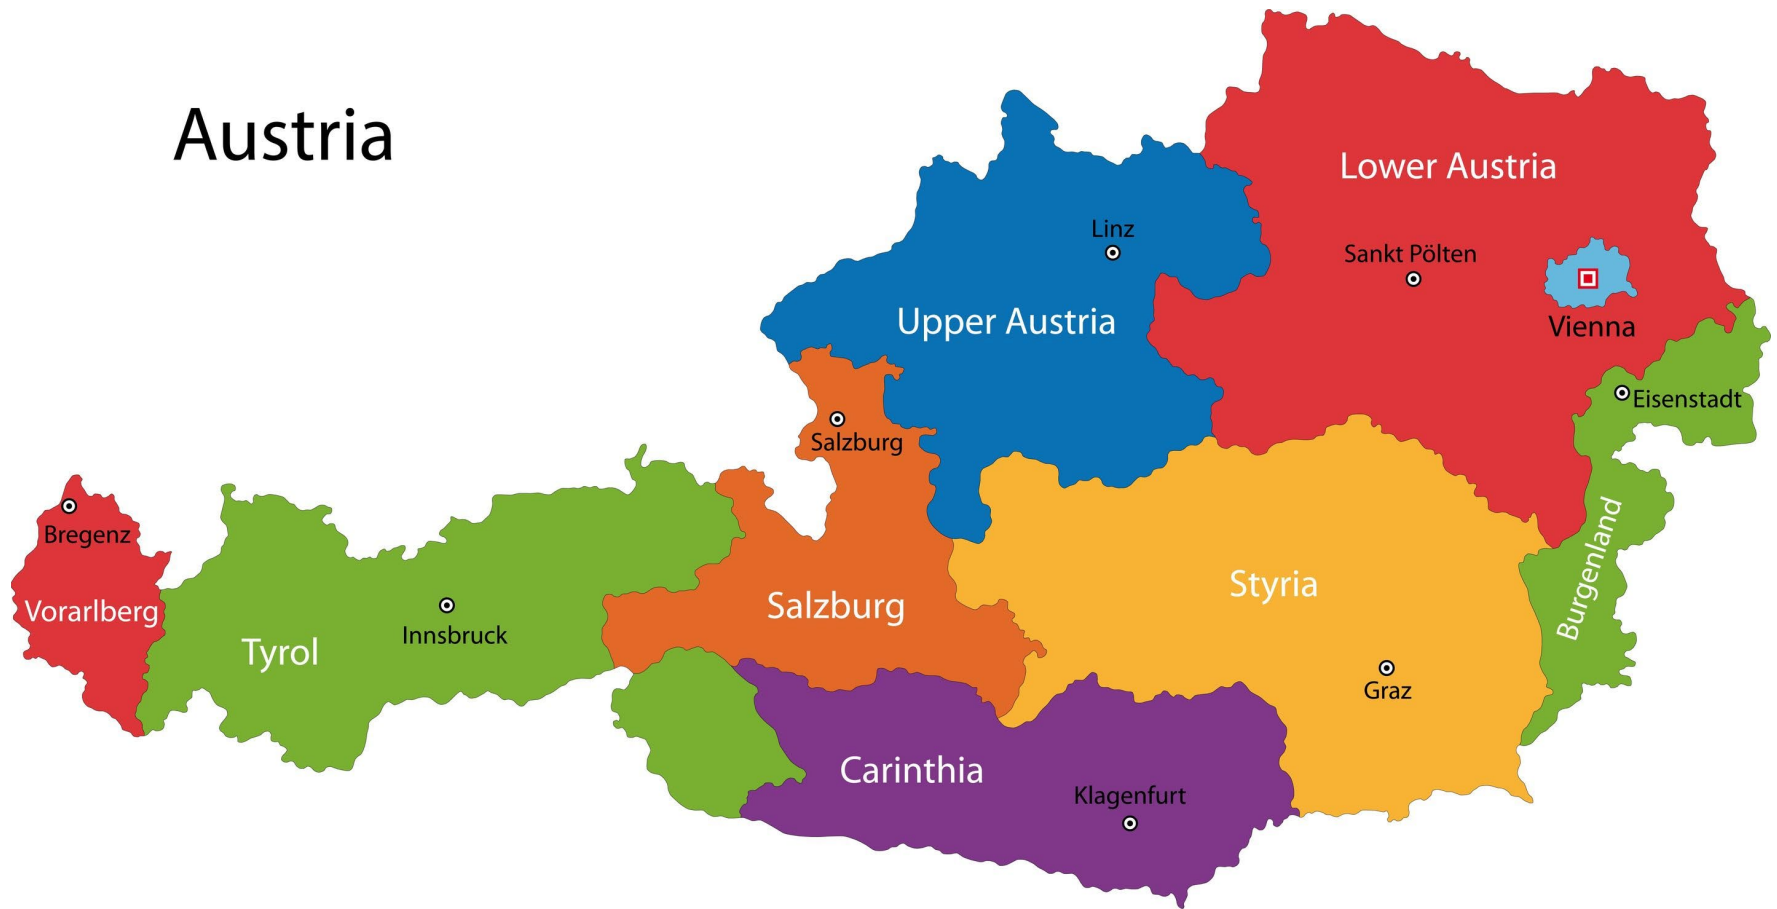 Austria
Lower Austria
Linz
Sankt Pölten
Upper Austria
Vienna
Eisenstadt
Salzburg
Bregenz
Burgenland
Styria
Vorarlberg
Salzburg
Innsbruck
Tyrol
Graz
Carinthia
Klagenfurt